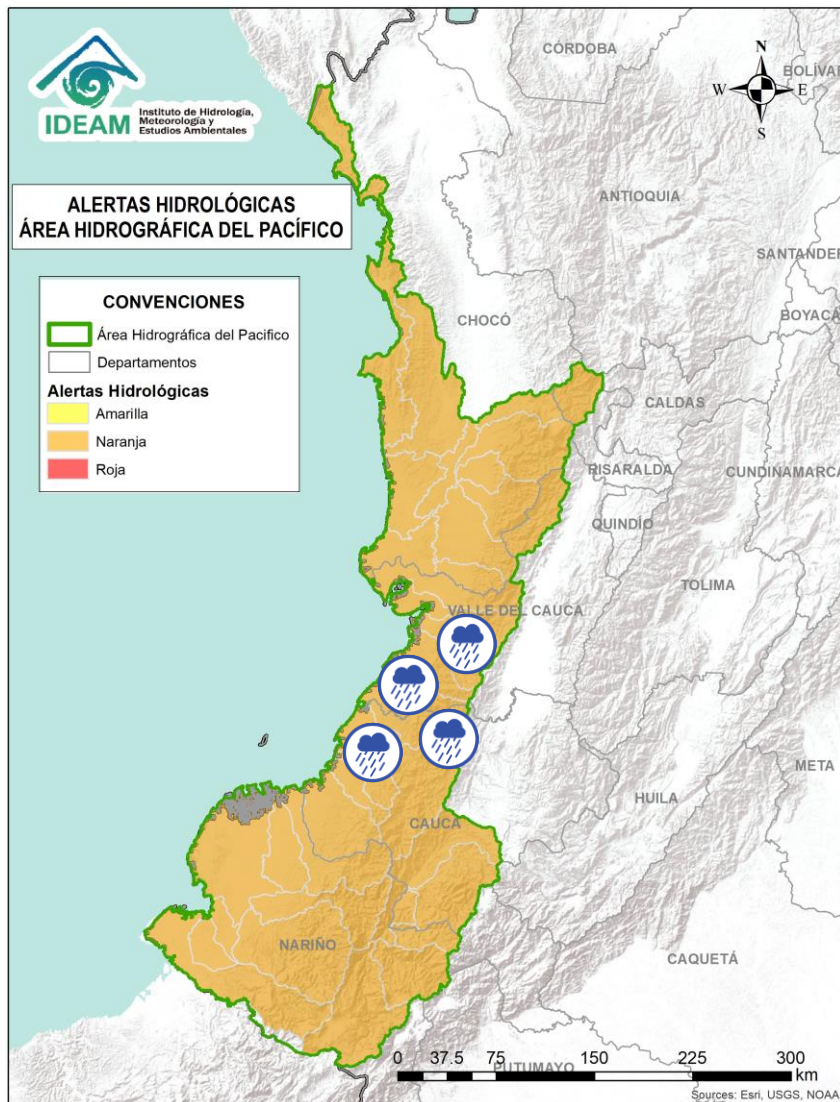 IDEAM
Instituto de Hidrología,
Meteorología y
Estudios Ambientales
ALERTAS HIDROLÓGICAS
ÁREA HIDROGRÁFICA DEL PACÍFICO
CONVENCIONES
Área Hidrográfica del Pacifico
Departamentos
Alertas Hidrológicas
Amarilla
Naranja
Roja
N
W E
S
CÓRDOBA
BOLÍVAR
ANTIOQUIA
SANTANDER
BOYACÁ
CHOCÓ
CALDAS
RISARALDA
CUNDINAMARCA
QUINDÍO
TOLIMA
VALLE DEL CAUCA
META
HUILA
CAUCA
NARIÑO
CAQUETÁ
PUTUMAYO
0 37.5 75 150 225 300
km
Sources: Esri, USGS, NOAA